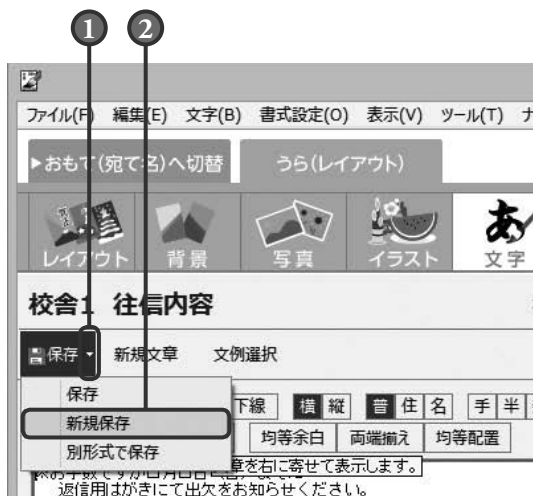 1 2
ファイル(F) 編集(E) 文字(B) 書式設定(O) 表示(V) ツール(T)
▶おもて(宛て名)へ切替 うら(レイアウト)
レイアウト 背景 写真 イラスト 文字
校舎1 往信内容
保存 新規文章 文例選択
保存
下線 横 縦 普 住 名 手 半
新規保存
均等余白 両端揃え 均等配置
別形式で保存
章を右に寄せて表示します。
返信用はがきにて出欠をお知らせください。